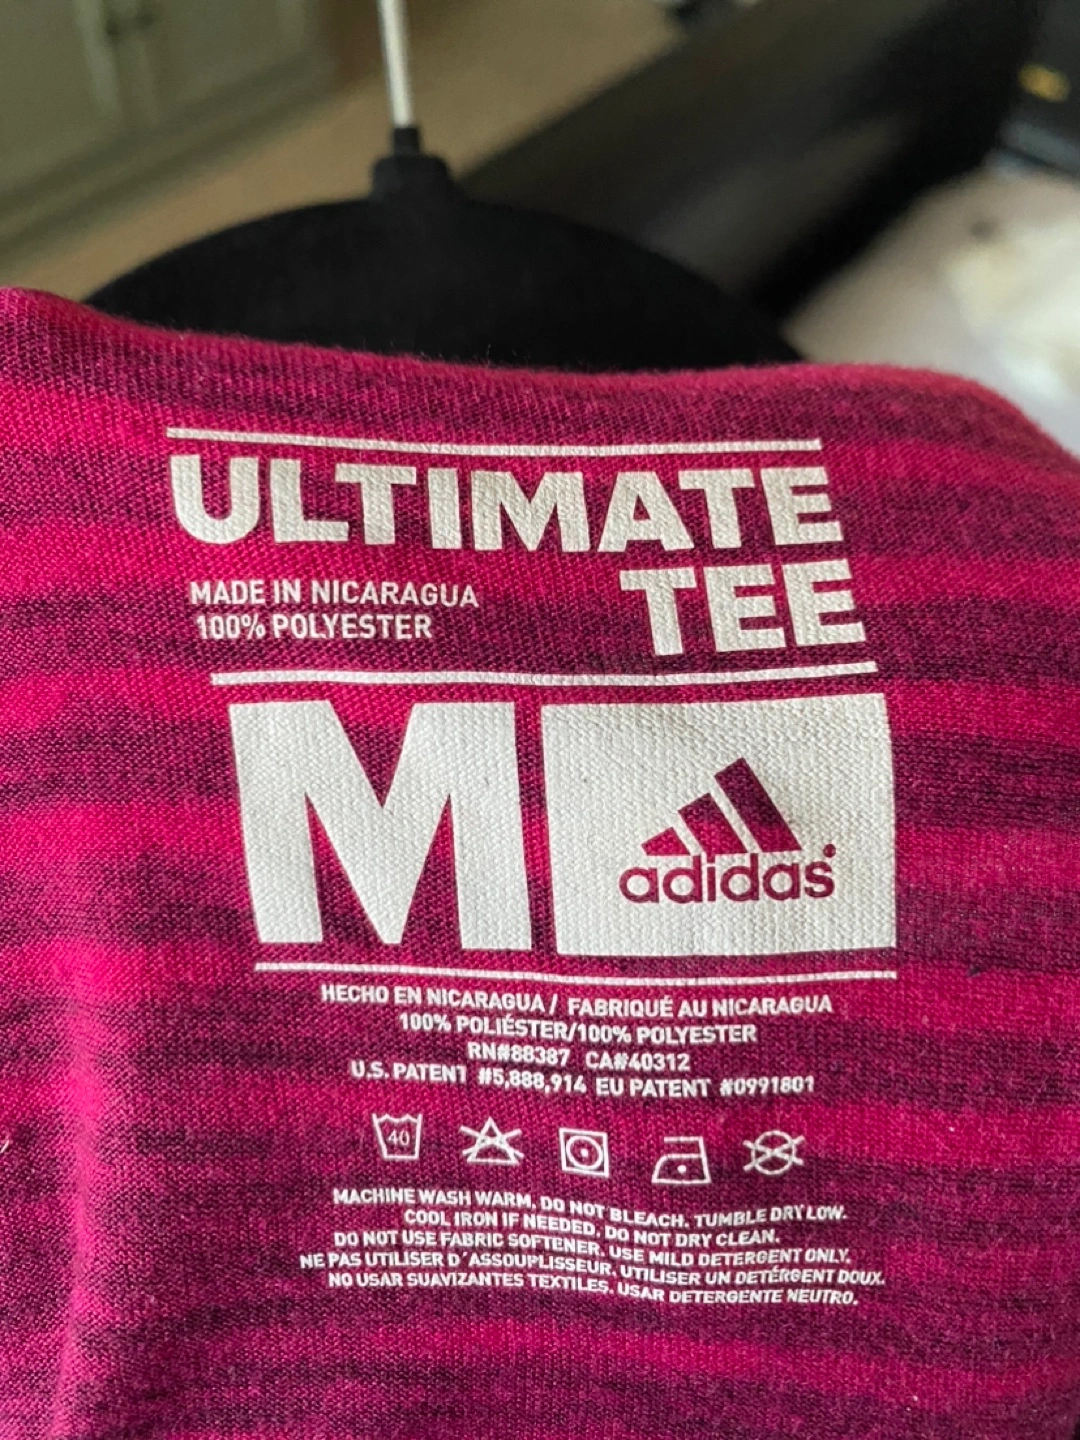 ULTIMATE
TEE
MADE IN NICARAGUA
100% POLYESTER
M
adidas
HECHO EN NICARAGUA / FABRIQUÉ AU NICARAGUA
100% POLIÉSTER/100% POLYESTER
RN#88387 CA#40312
U.S. PATENT #5,888,914 EU PATENT #0991801
40
MACHINE WASH WARM. DO NOT BLEACH. TUMBLE DRY LOW.
COOL IRON IF NEEDED. DO NOT DRY CLEAN.
DO NOT USE FABRIC SOFTENER. USE MILD DETERGENT ONLY.
NE PAS UTILISER D´ASSOUPLISSEUR. UTILISER UN DETÉRGENT DOUX.
NO USAR SUAVIZANTES TEXTILES. USAR DETERGENTE NEUTRO.